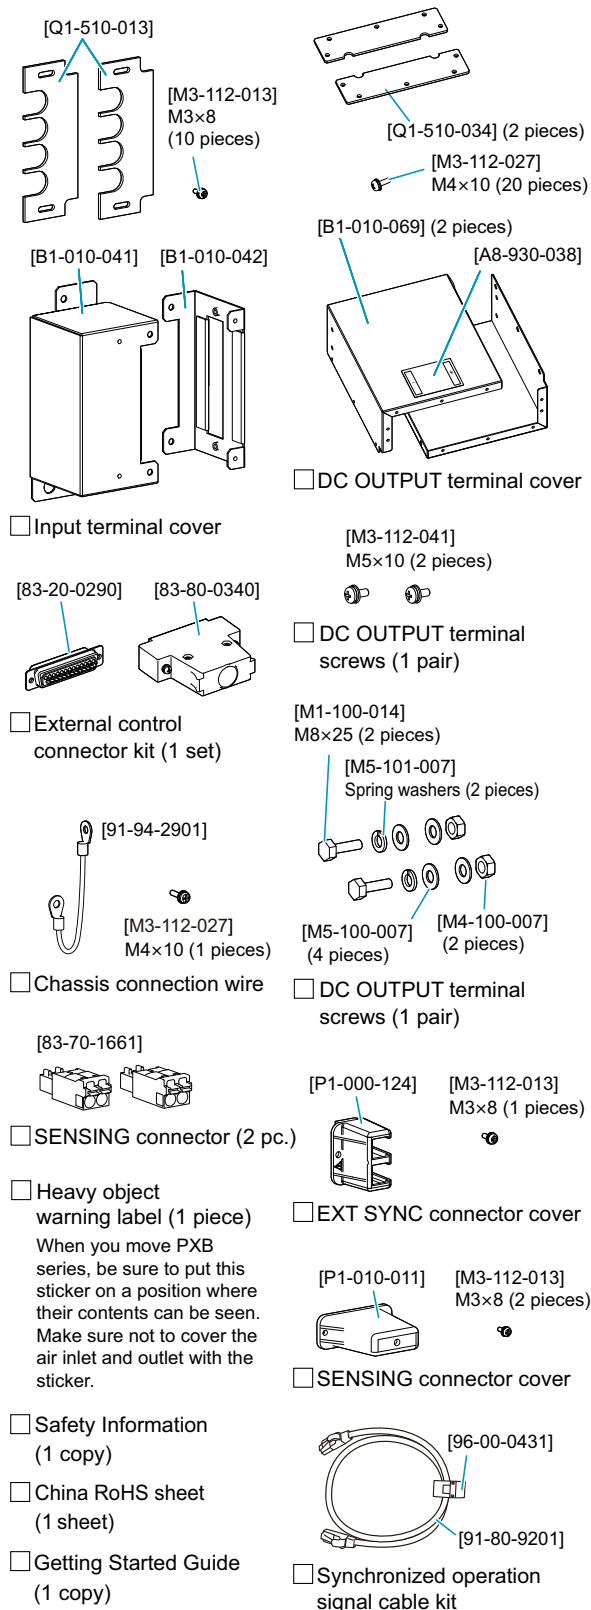 [Q1-510-013]
[M3-112-013]
M3×8
(10 pieces)
[B1-010-041]
[B1-010-042]
Input terminal cover
[83-20-0290]
[83-80-0340]
External control
connector kit (1 set)
[91-94-2901]
[M3-112-027]
M4×10 (1 pieces)
Chassis connection wire
[83-70-1661]
SENSING connector (2 pc.)
Heavy object
warning label (1 piece)
When you move PXB
series, be sure to put this
sticker on a position where
their contents can be seen.
Make sure not to cover the
air inlet and outlet with the
sticker.
Safety Information
(1 copy)
China RoHS sheet
(1 sheet)
Getting Started Guide
(1 copy)
[Q1-510-034] (2 pieces)
[M3-112-027]
M4×10 (20 pieces)
[B1-010-069] (2 pieces)
[A8-930-038]
DC OUTPUT terminal cover
[M3-112-041]
M5×10 (2 pieces)
DC OUTPUT terminal
screws (1 pair)
[M1-100-014]
M8×25 (2 pieces)
[M5-101-007]
Spring washers (2 pieces)
[M5-100-007]
(4 pieces)
[M4-100-007]
(2 pieces)
DC OUTPUT terminal
screws (1 pair)
[P1-000-124]
[M3-112-013]
M3×8 (1 pieces)
EXT SYNC connector cover
[P1-010-011]
[M3-112-013]
M3×8 (2 pieces)
SENSING connector cover
[96-00-0431]
[91-80-9201]
Synchronized operation
signal cable kit